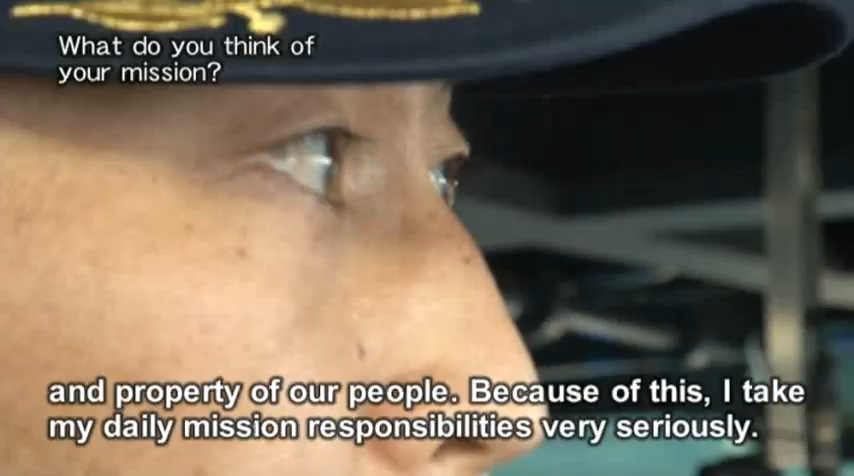 What do you think of
your mission?
and property of our people. Because of this, I take
my daily mission responsibilities very seriously.